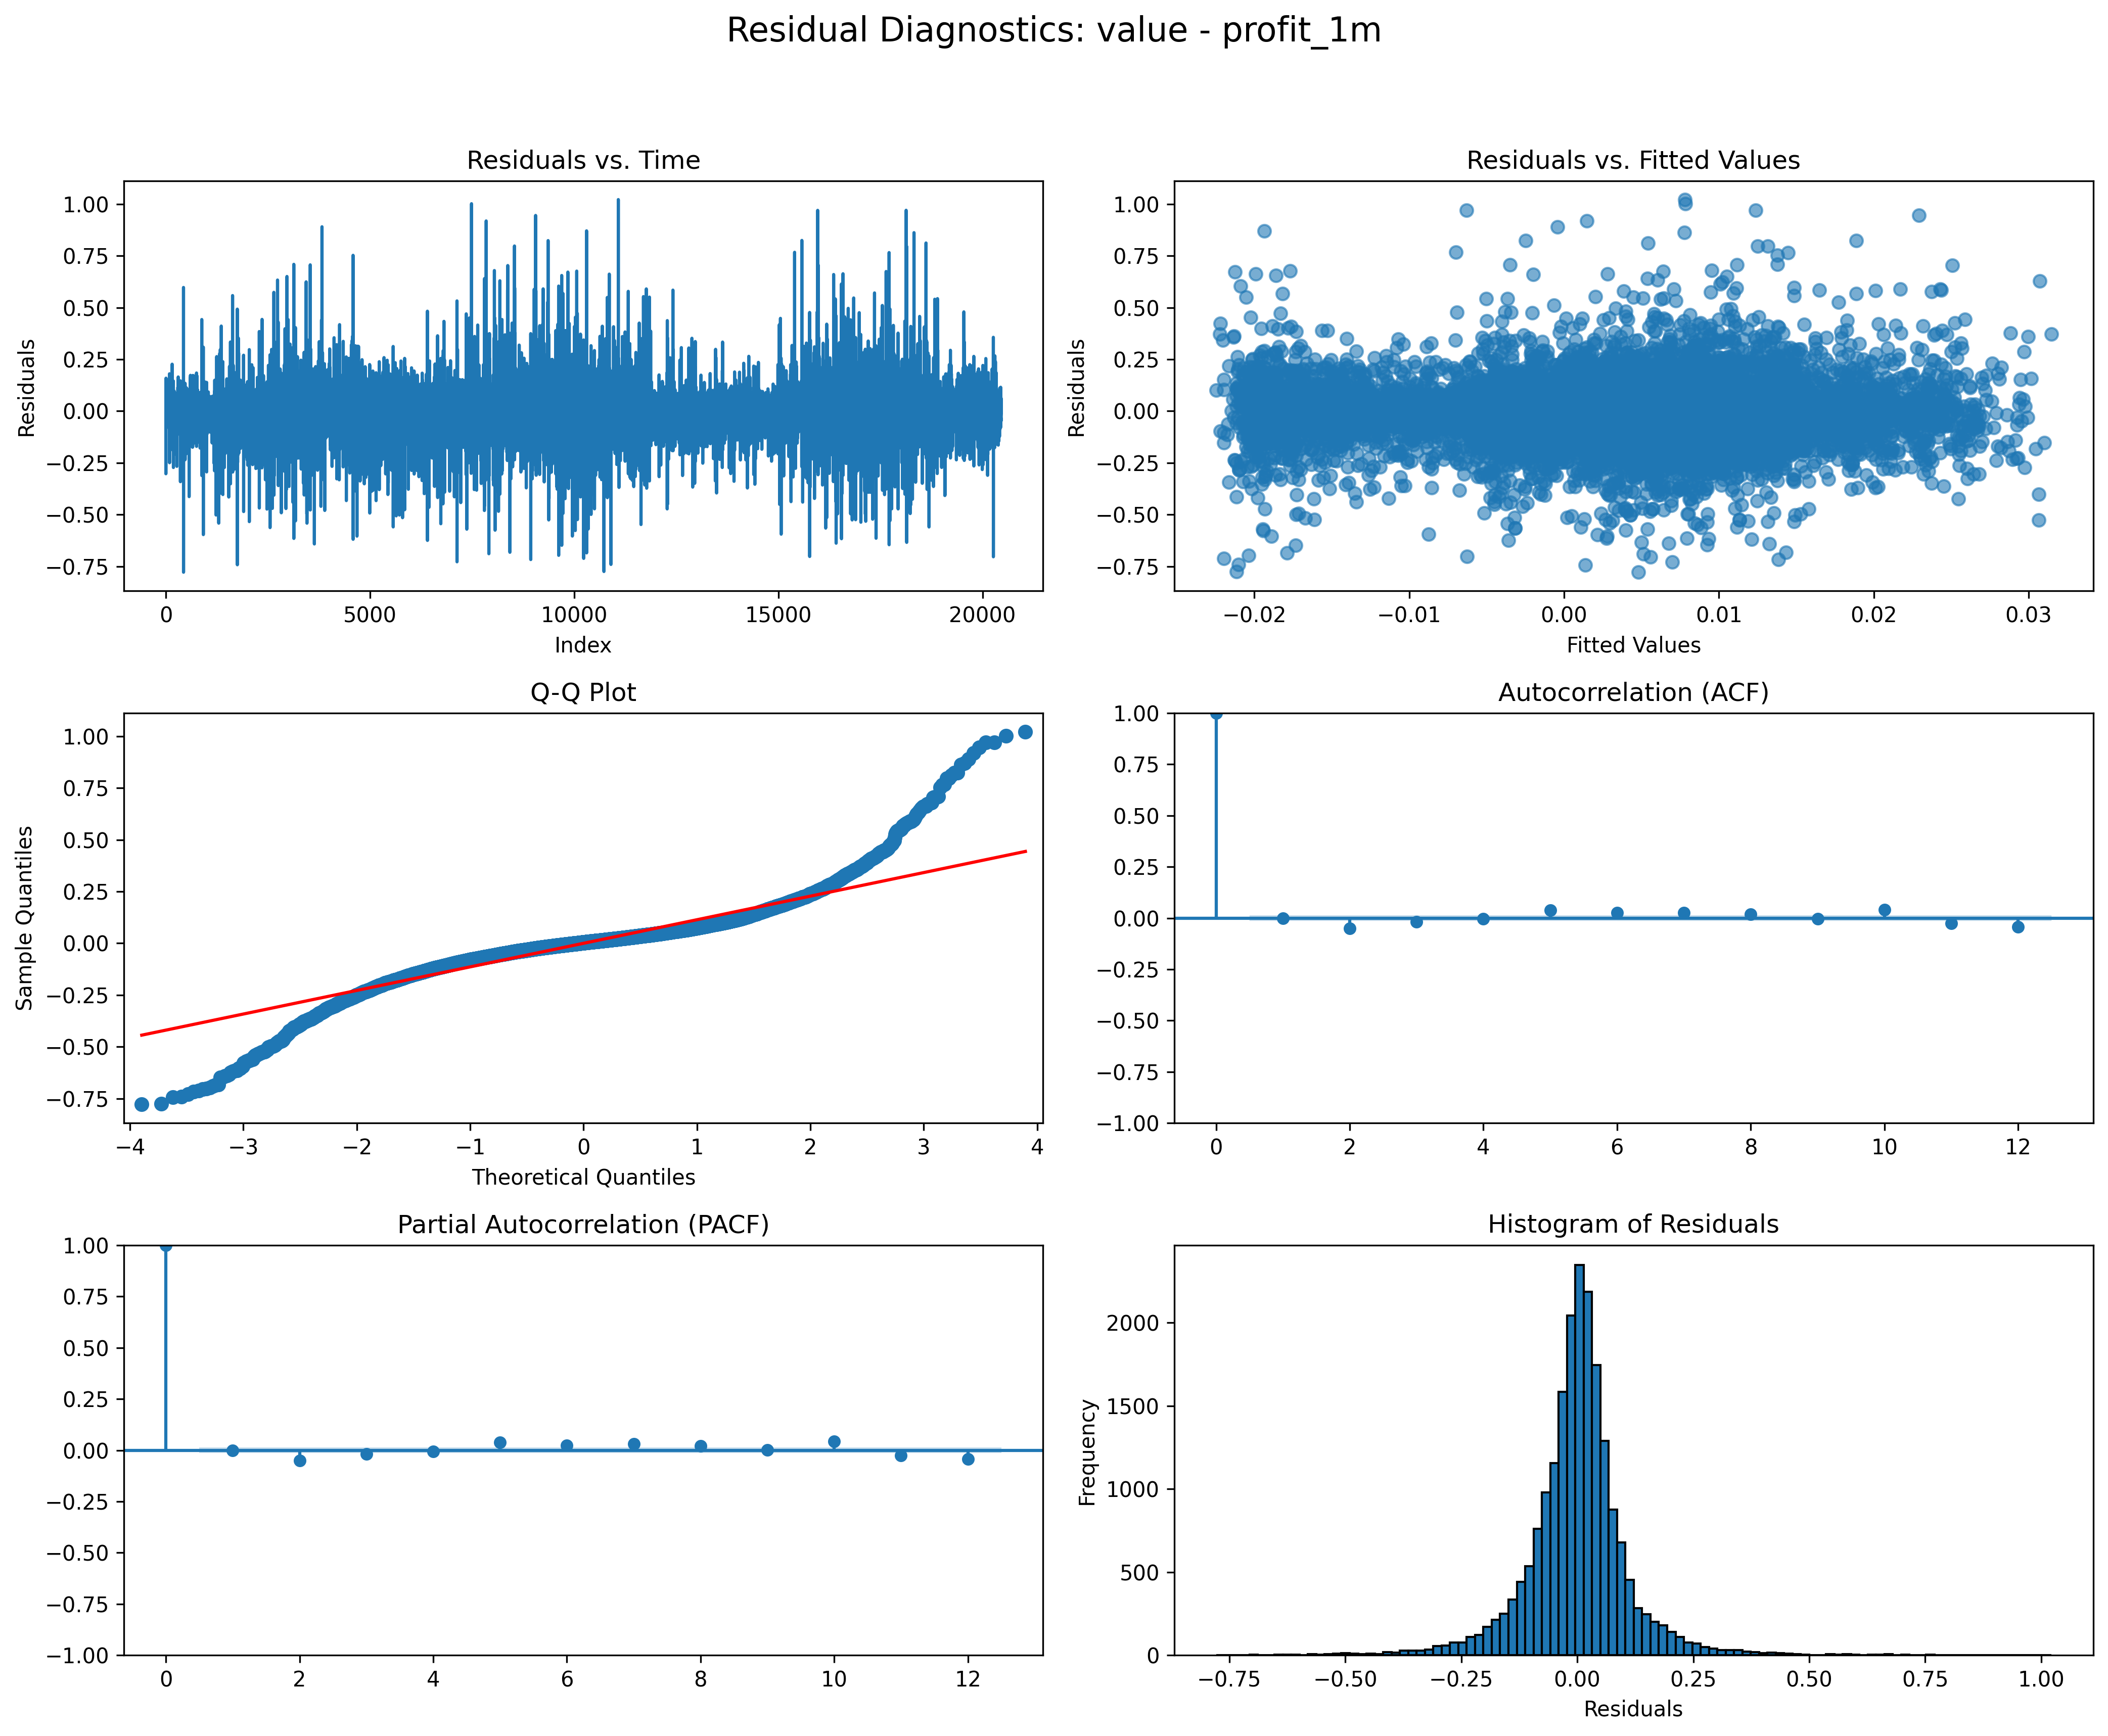 Residual Diagnostics: value - profit_1m
Residuals vs. Time
1.00
0.75
0.50
0.25
0.00
−0.25
−0.50
−0.75
Residuals
0 5000 10000 15000 20000
Index
Residuals vs. Fitted Values
1.00
0.75
0.50
0.25
0.00
−0.25
−0.50
−0.75
Residuals
−0.02 −0.01 0.00 0.01 0.02 0.03
Fitted Values
Q-Q Plot
1.00
0.75
0.50
0.25
0.00
−0.25
−0.50
−0.75
Sample Quantiles
−4 −3 −2 −1 0 1 2 3 4
Theoretical Quantiles
Autocorrelation (ACF)
1.00
0.75
0.50
0.25
0.00
−0.25
−0.50
−0.75
−1.00
0 2 4 6 8 10 12
Partial Autocorrelation (PACF)
1.00
0.75
0.50
0.25
0.00
−0.25
−0.50
−0.75
−1.00
0 2 4 6 8 10 12
Histogram of Residuals
2000
1500
1000
500
0
Frequency
−0.75 −0.50 −0.25 0.00 0.25 0.50 0.75 1.00
Residuals